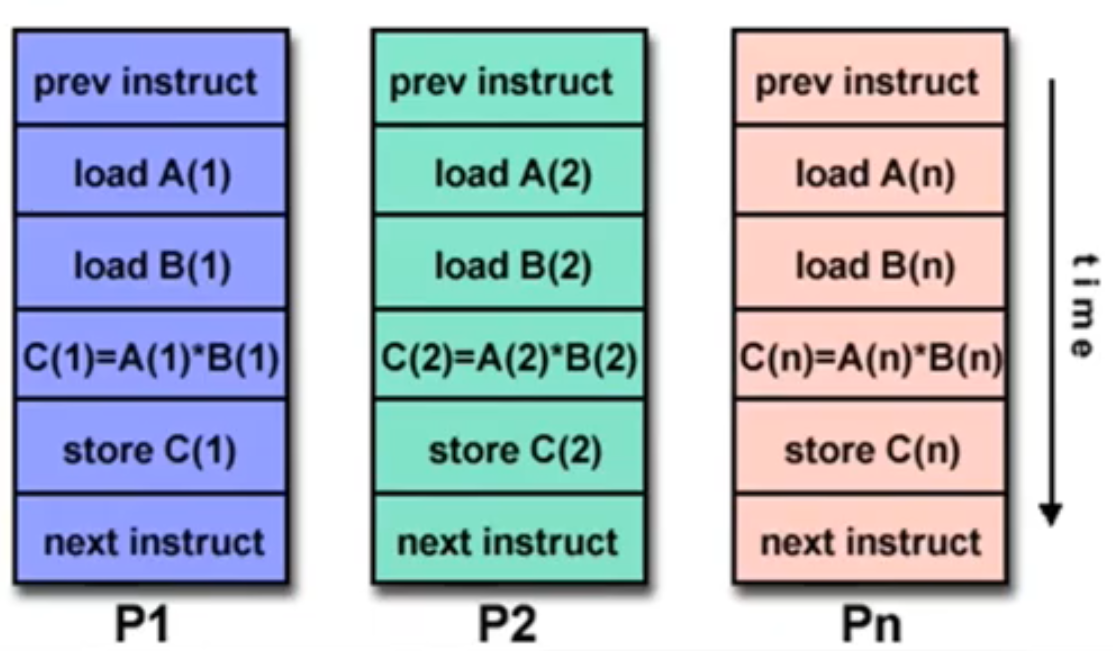 prev instruct
load A(1)
load B(1)
C(1)=A(1)*B(1)
store C(1)
next instruct
P1
prev instruct
load A(2)
load B(2)
C(2)=A(2)*B(2)
store C(2)
next instruct
P2
prev instruct
load A(n)
load B(n)
C(n)=A(n)*B(n)
store C(n)
next instruct
Pn
time